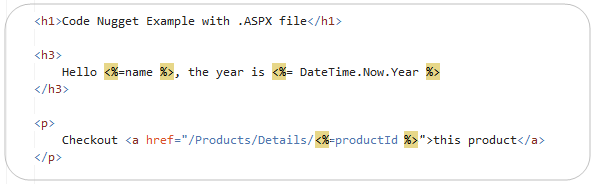 <h1>Code Nugget Example with .ASPX file</h1>
<h3>
Hello <%=name %>, the year is <%= DateTime.Now.Year %>
</h3>
<p>
Checkout <a href="/Products/Details/<%=productId %>">this product</a>
</p>